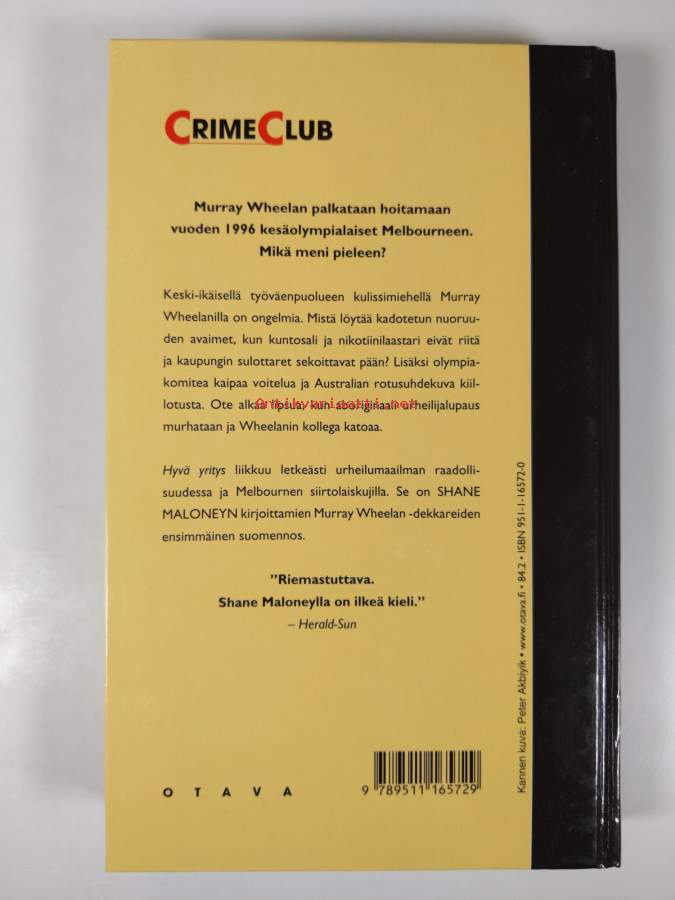 CRIMECLUB
Murray Wheelan palkataan hoitamaan
vuoden 1996 kesäolympialaiset Melbourneen.
Mikä meni pieleen?
Keski-ikäisellä työväenpuolueen kulissimiehellä Murray
Wheelanilla on ongelmia. Mistä löytää kadotetun nuoruu-
den avaimet, kun kuntosali ja nikotiinilaastari eivät riitä
ja kaupungin sulottaret sekoittavat pään? Lisäksi olympia-
komitea kaipaa voitelua ja Australian rotusuhdekuva kiil-
lotusta. Ote alkaa lipsua, kun aboriginaali urheilijalupaus
Antikvariaatti.net
murhataan ja Wheelanin kollega katoaa.
Hyvä yritys liikkuu letkeästi urheilumaailman raadolli-
suudessa ja Melbournen siirtolaiskujilla. Se on SHANE
MALONEYN kirjoittamien Murray Wheelan -dekkareiden
ensimmäinen suomennos.
”Riemastuttava.
Shane Maloneylla on ilkeä kieli.”
– Herald-Sun
OTAVA
9 789511 165729
Kannen kuva: Peter Akbiyik • www.otava.fi • 84.2 • ISBN 951-1-16572-0